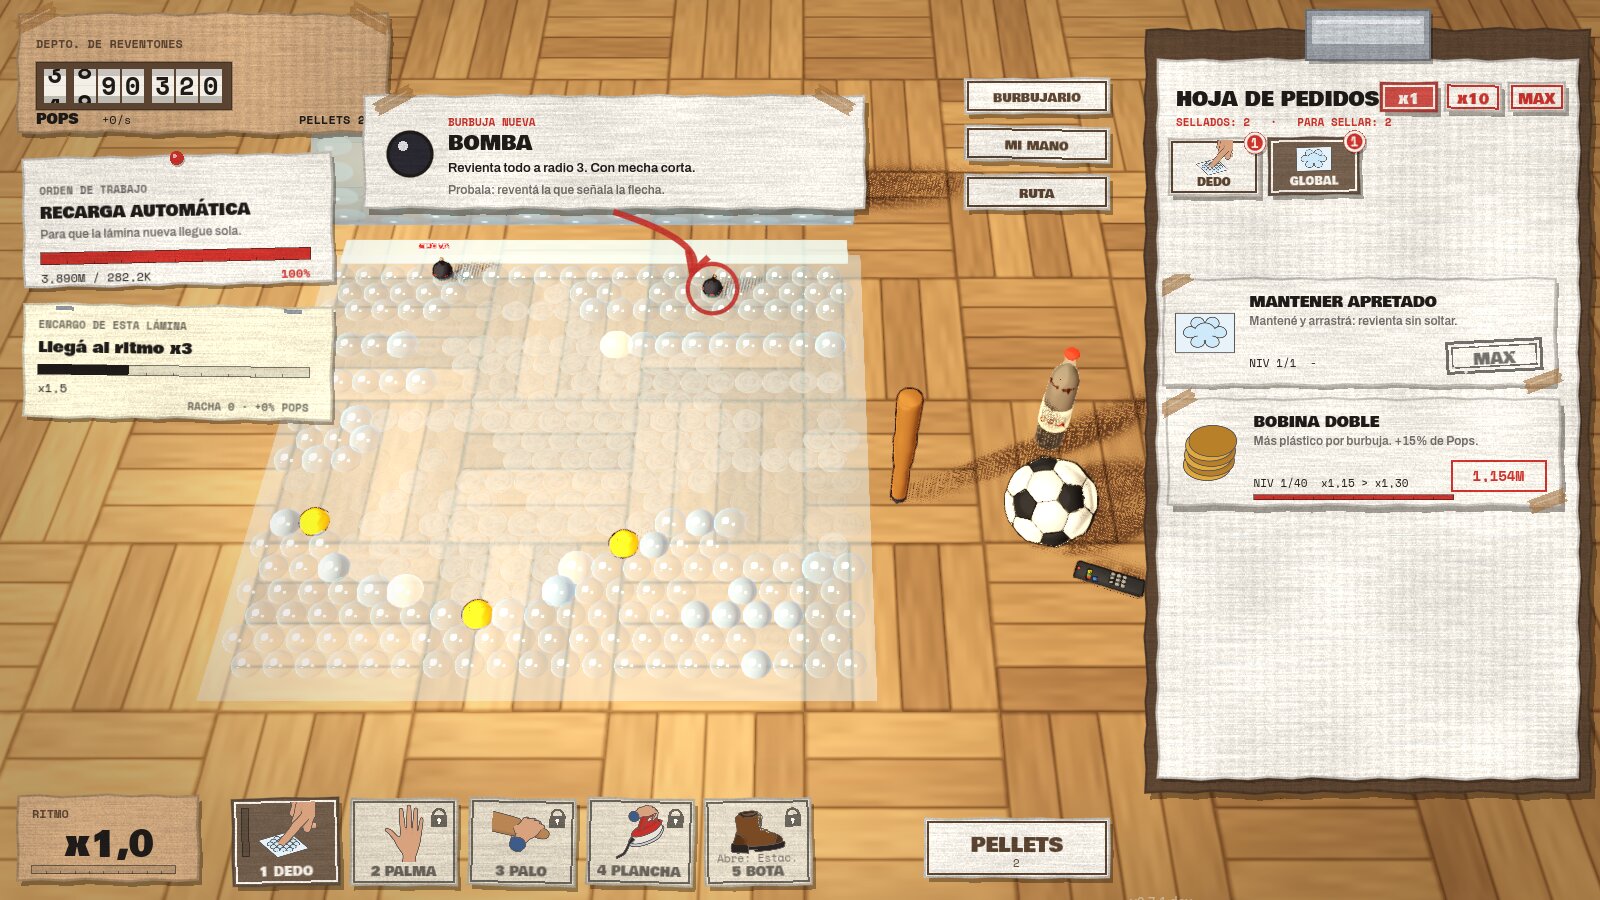 DEPTO. DE REVENTONES
90 320
POPS +0/s PELLETS 2
ORDEN DE TRABAJO
RECARGA AUTOMÁTICA
Para que la lámina nueva llegue sola.
3.890M / 282.2K 100%
ENCARGO DE ESTA LÁMINA
Llegá al ritmo x3
x1,5
RACHA 0 · +0% POPS
BURBUJA NUEVA
BOMBA
Revienta todo a radio 3. Con mecha corta.
Probala: reventá la que señala la flecha.
BURBUJARIO
MI MANO
RUTA
HOJA DE PEDIDOS x1 x10 MAX
SELLADOS: 2 · PARA SELLAR: 2
1 1
DEDO GLOBAL
MANTENER APRETADO
Mantené y arrastrá: revienta sin soltar.
NIV 1/1 - MAX
BOBINA DOBLE
Más plástico por burbuja. +15% de Pops.
NIV 1/40 x1,15 > x1,30 1,154M
RITMO
x1,0
1 DEDO
2 PALMA
3 PALO
4 PLANCHA
Abre: Estac.
5 BOTA
PELLETS
2